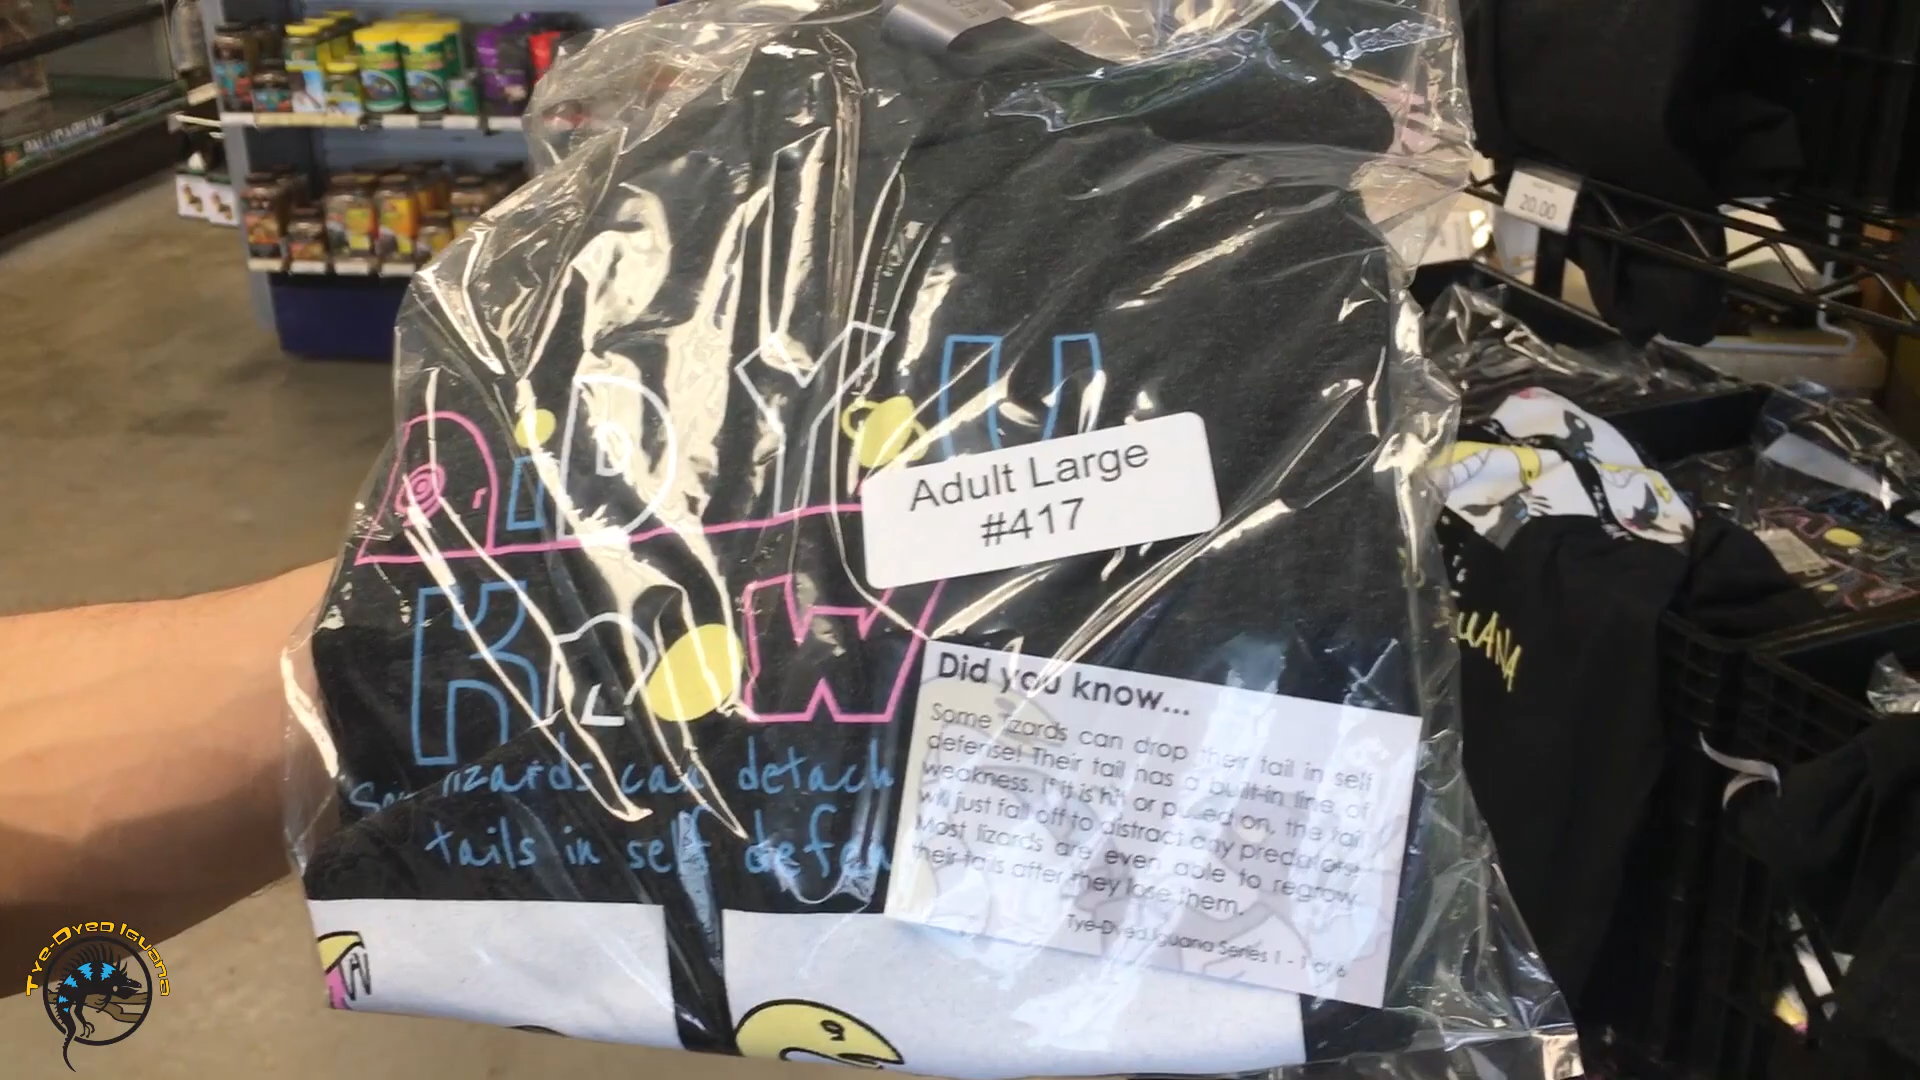 PALUDARIUM
20.00
DiD YU
KNOW
Adult Large
#417
lizards can detach
tails in self defen
Did you know...
Some lizards can drop their tail in self
defense! Their tail has a built-in line of
weakness. If it is hit or pulled on, the tail
will just fall off to distract any predators!
Most lizards are even able to regrow
their tails after they lose them.
Tye-Dyed Iguana Series 1 - 1 of 6
UANA
Tye-Dyed Iguana